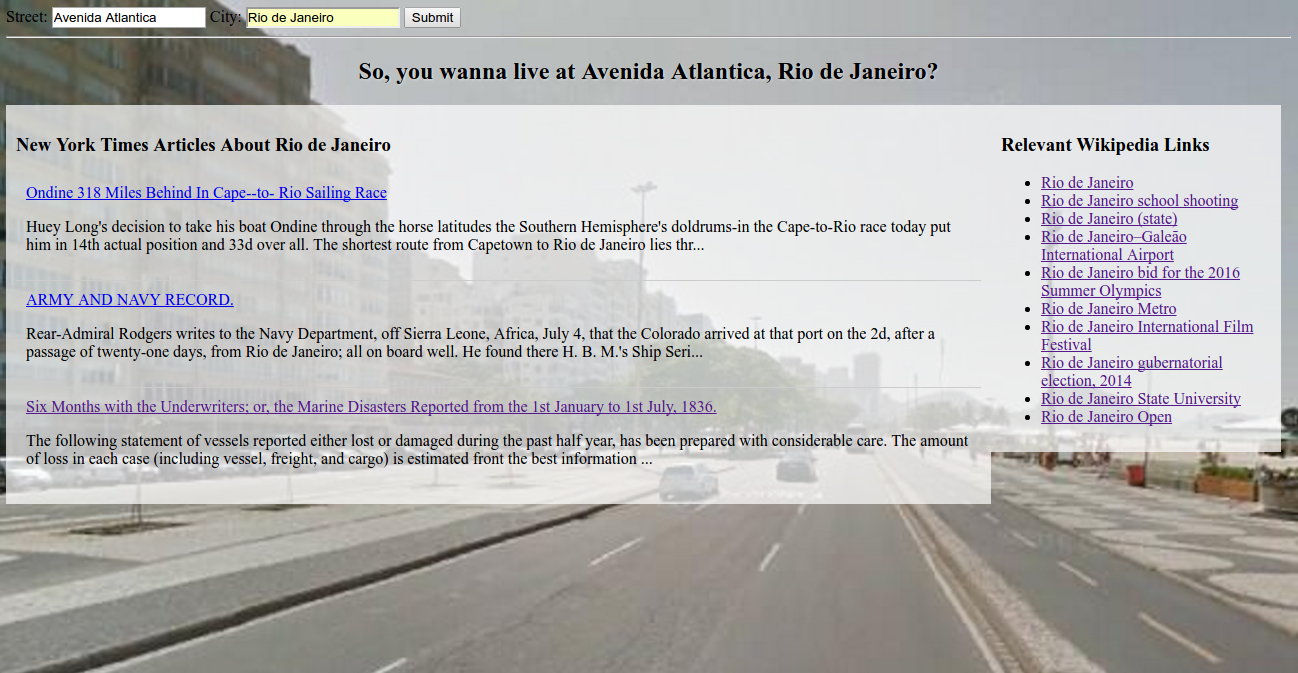 Street: Avenida Atlantica City: Rio de Janeiro Submit
So, you wanna live at Avenida Atlantica, Rio de Janeiro?
New York Times Articles About Rio de Janeiro
Ondine 318 Miles Behind In Cape--to- Rio Sailing Race
Huey Long's decision to take his boat Ondine through the horse latitudes the Southern Hemisphere's doldrums-in the Cape-to-Rio race today put
him in 14th actual position and 33d over all. The shortest route from Capetown to Rio de Janeiro lies thr...
ARMY AND NAVY RECORD.
Rear-Admiral Rodgers writes to the Navy Department, off Sierra Leone, Africa, July 4, that the Colorado arrived at that port on the 2d, after a
passage of twenty-one days, from Rio de Janeiro; all on board well. He found there H. B. M.'s Ship Seri...
Six Months with the Underwriters; or, the Marine Disasters Reported from the 1st January to 1st July, 1836.
The following statement of vessels reported either lost or damaged during the past half year, has been prepared with considerable care. The amount
of loss in each case (including vessel, freight, and cargo) is estimated front the best information ...
Relevant Wikipedia Links
Rio de Janeiro
Rio de Janeiro school shooting
Rio de Janeiro (state)
Rio de Janeiro–Galeão
International Airport
Rio de Janeiro bid for the 2016
Summer Olympics
Rio de Janeiro Metro
Rio de Janeiro International Film
Festival
Rio de Janeiro gubernatorial
election, 2014
Rio de Janeiro State University
Rio de Janeiro Open